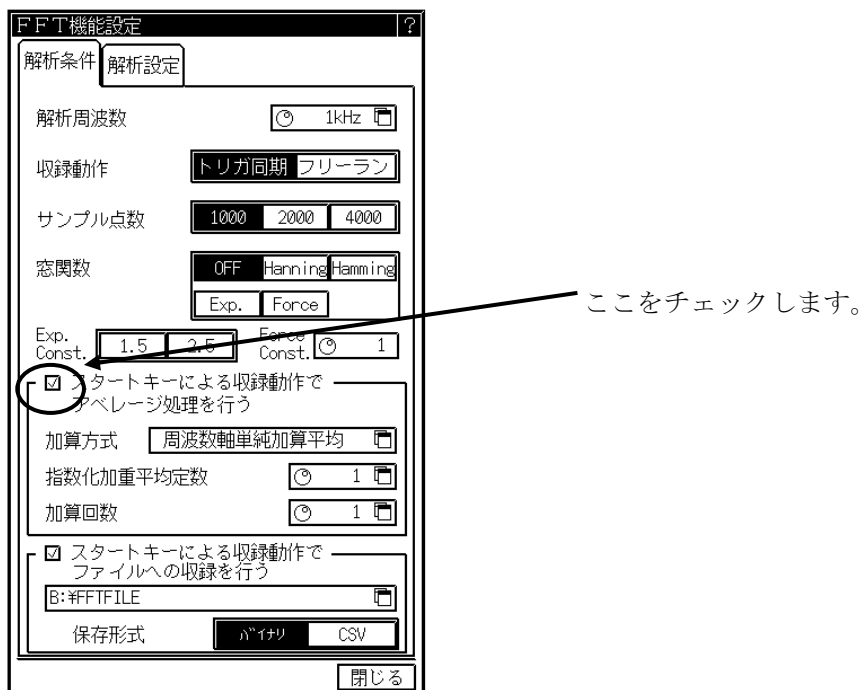 FFT機能設定 ?
解析条件 解析設定
解析周波数 1kHz
収録動作 トリガ同期 フリーラン
サンプル点数 1000 2000 4000
窓関数 OFF Hanning Hamming
Exp. Force
ここをチェックします。
Exp. Const. 1.5 2.5 Force Const. 1
スタートキーによる収録動作で
アベレージ処理を行う
加算方式 周波数軸単純加算平均
指数化加重平均定数 1
加算回数 1
スタートキーによる収録動作で
ファイルへの収録を行う
B:¥FFTFILE
保存形式 バイナリ CSV
閉じる